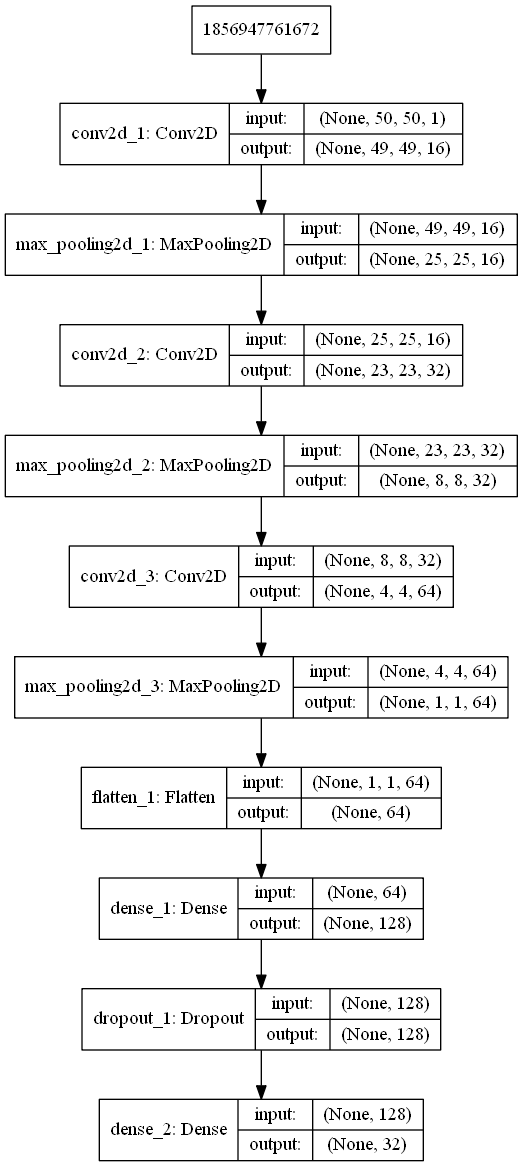 1856947761672
conv2d_1: Conv2D
input:
(None, 50, 50, 1)
output:
(None, 49, 49, 16)
max_pooling2d_1: MaxPooling2D
input:
(None, 49, 49, 16)
output:
(None, 25, 25, 16)
conv2d_2: Conv2D
input:
(None, 25, 25, 16)
output:
(None, 23, 23, 32)
max_pooling2d_2: MaxPooling2D
input:
(None, 23, 23, 32)
output:
(None, 8, 8, 32)
conv2d_3: Conv2D
input:
(None, 8, 8, 32)
output:
(None, 4, 4, 64)
max_pooling2d_3: MaxPooling2D
input:
(None, 4, 4, 64)
output:
(None, 1, 1, 64)
flatten_1: Flatten
input:
(None, 1, 1, 64)
output:
(None, 64)
dense_1: Dense
input:
(None, 64)
output:
(None, 128)
dropout_1: Dropout
input:
(None, 128)
output:
(None, 128)
dense_2: Dense
input:
(None, 128)
output:
(None, 32)